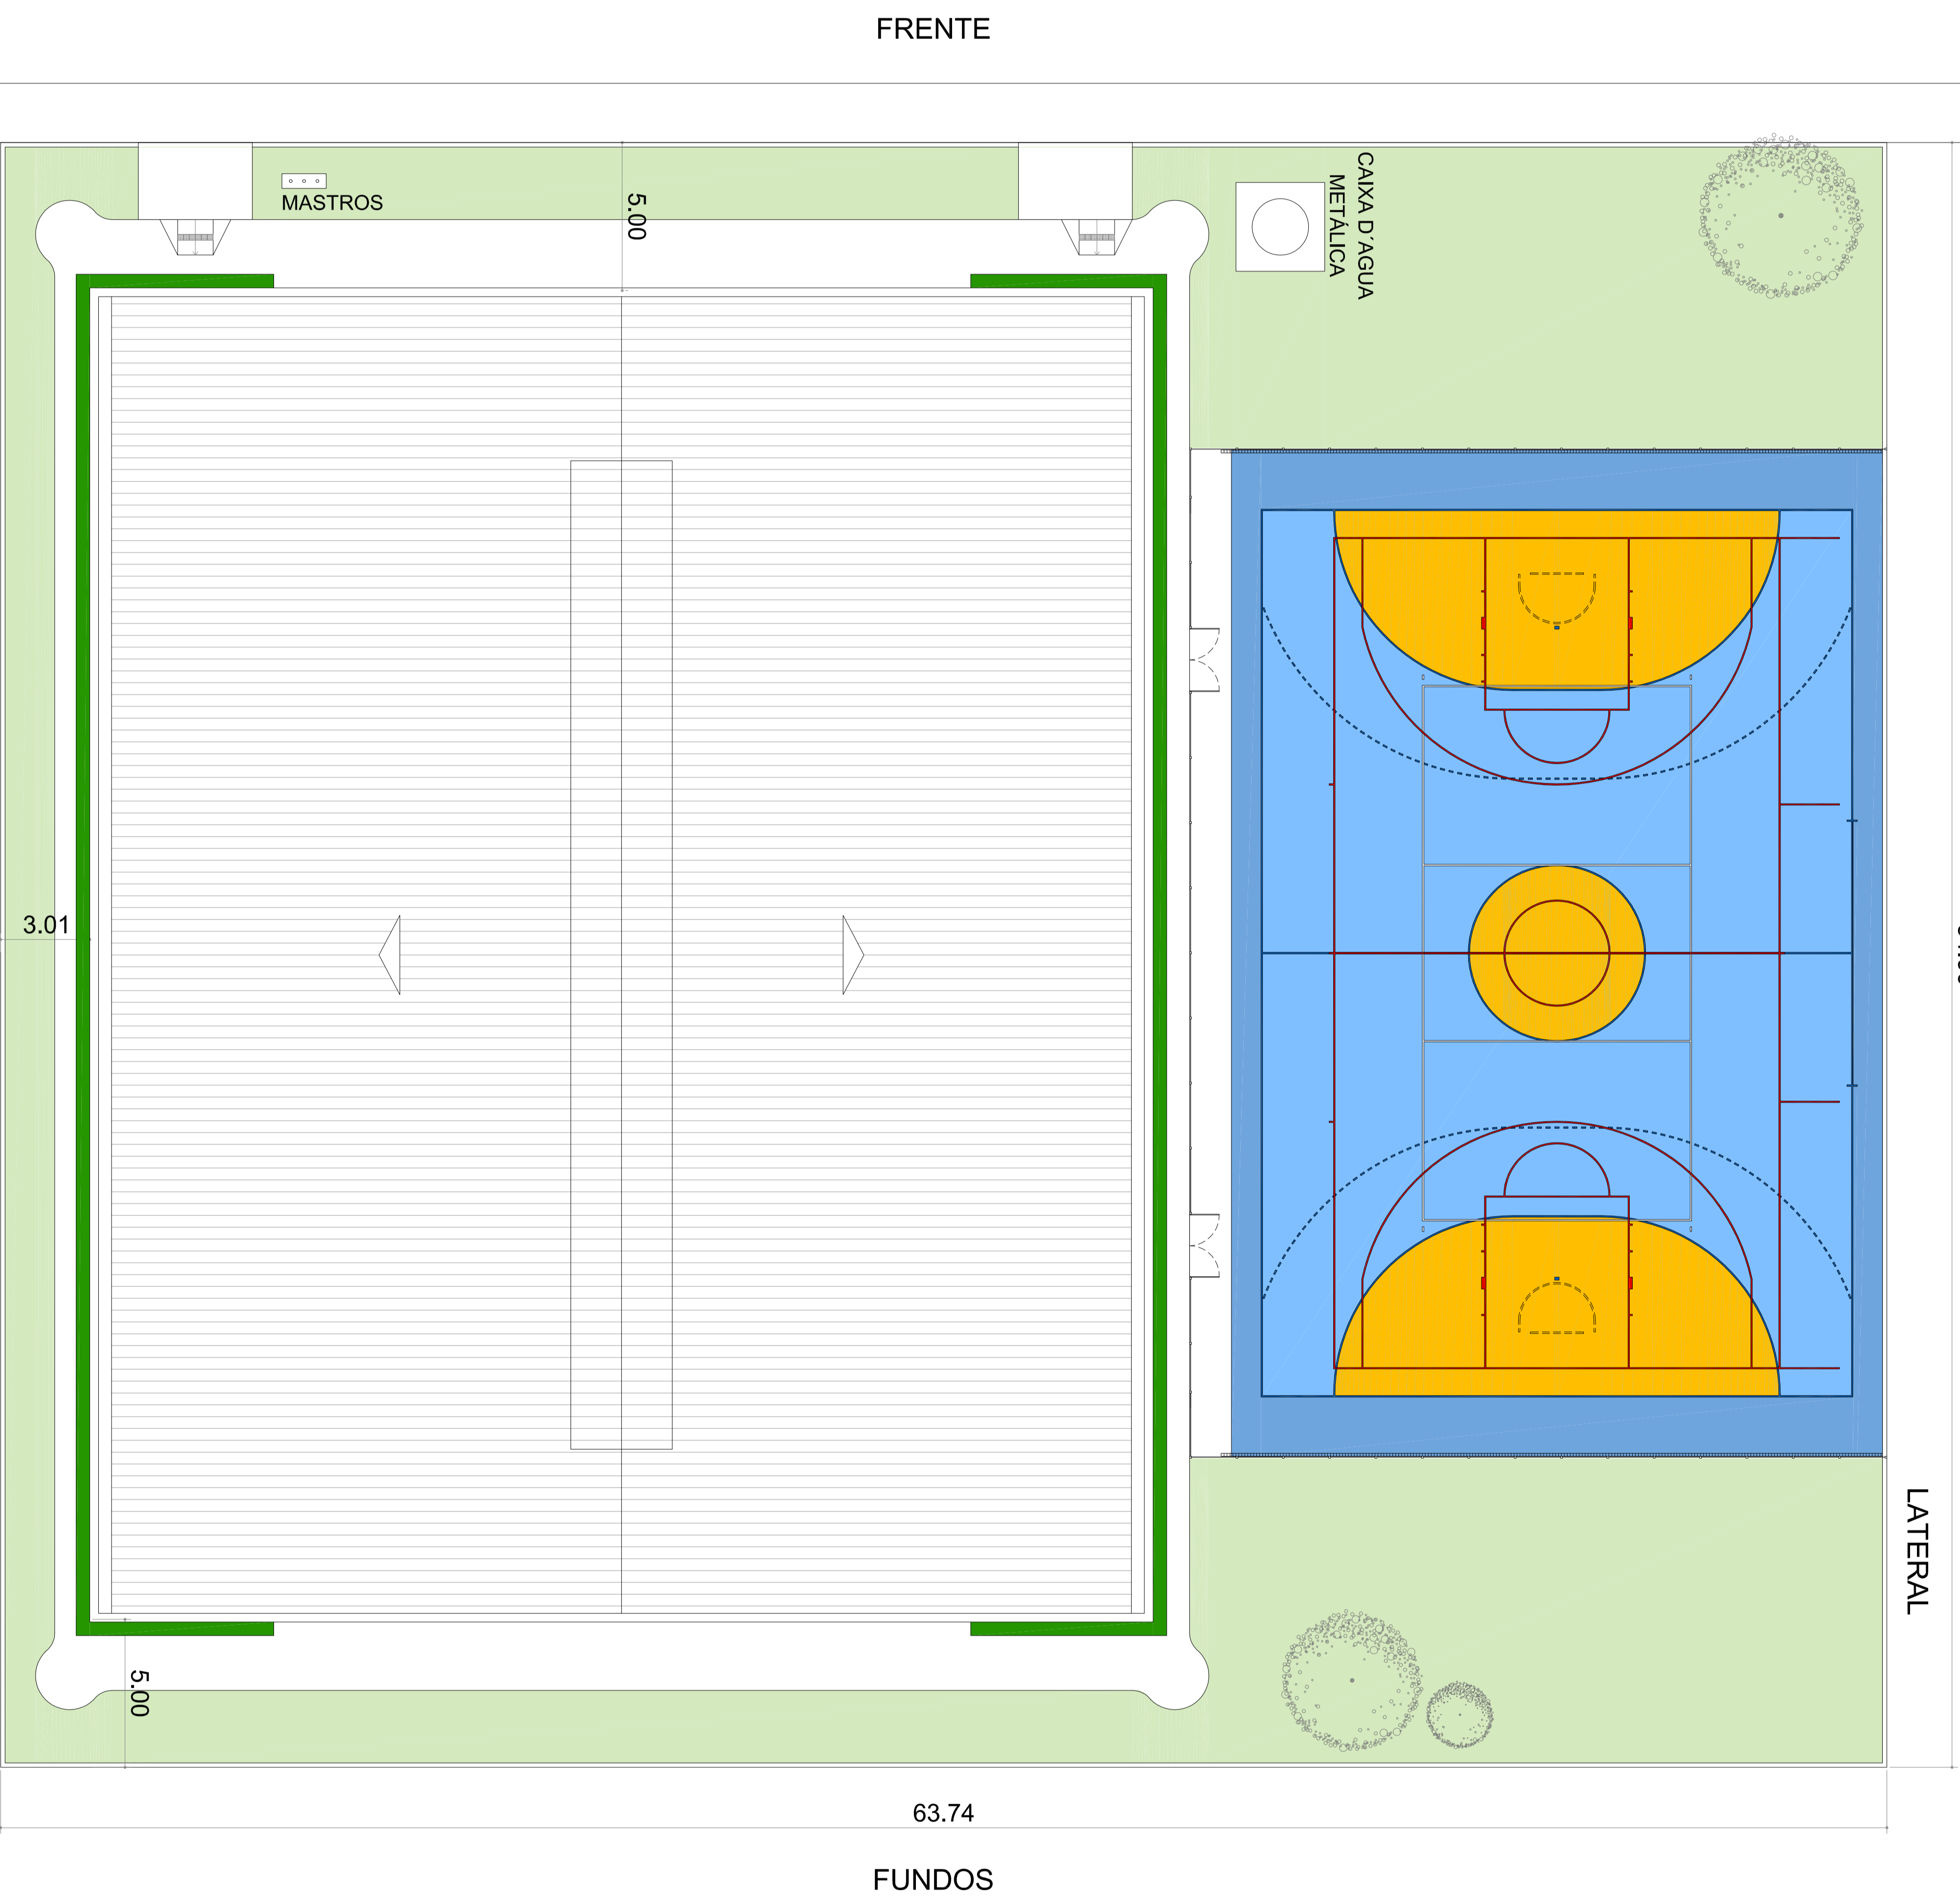 FRENTE
MASTROS
5.00
CAIXA D´AGUA
METÁLICA
3.01
LATERAL
5.00
63.74
FUNDOS